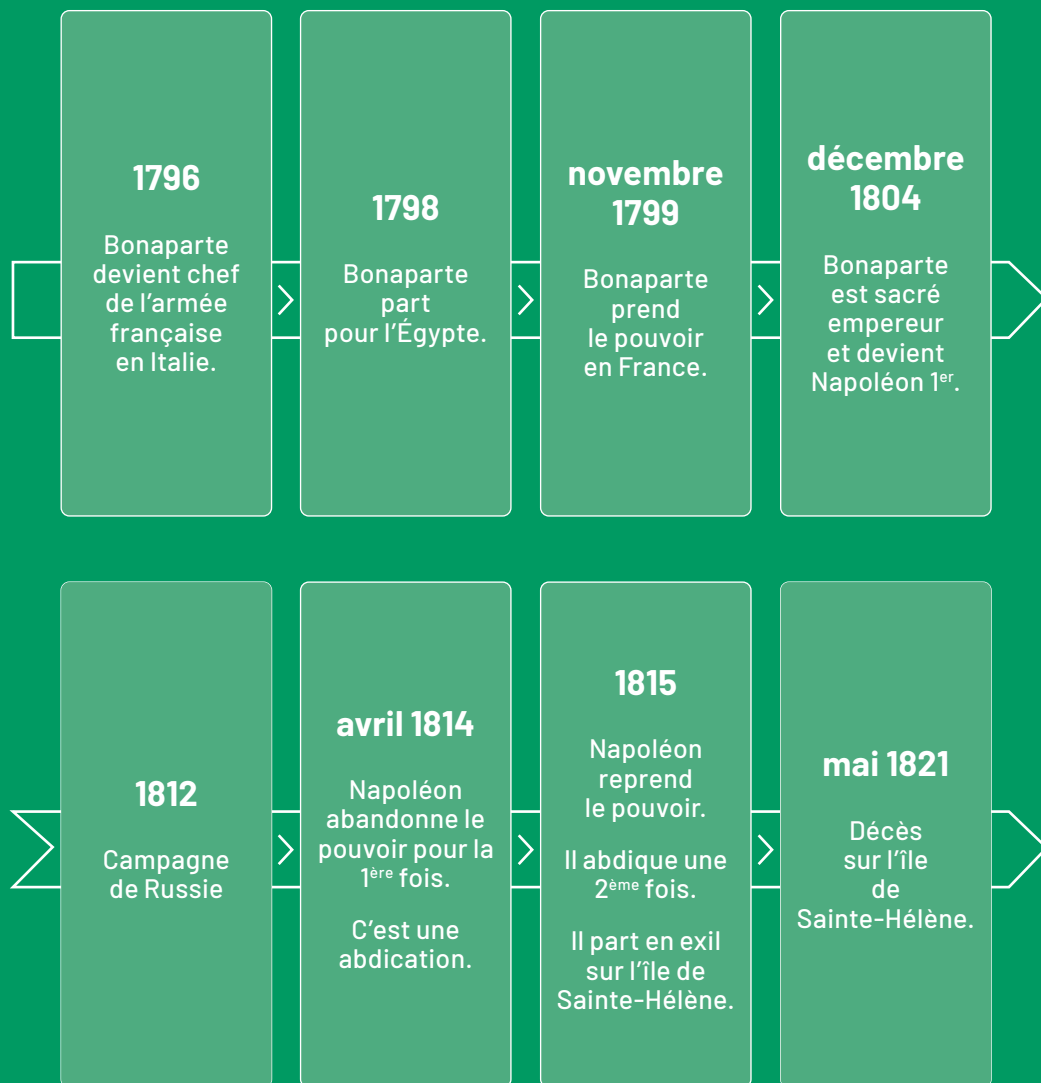 1796
Bonaparte
devient chef
de l'armée
française
en Italie.
1798
Bonaparte
part
pour l'Égypte.
novembre
1799
Bonaparte
prend
le pouvoir
en France.
décembre
1804
Bonaparte
est sacré
empereur
et devient
Napoléon 1er.
1812
Campagne
de Russie
avril 1814
Napoléon
abandonne le
pouvoir pour la
1ère fois.
C'est une
abdication.
1815
Napoléon
reprend
le pouvoir.
Il abdique une
2ème fois.
Il part en exil
sur l'île de
Sainte-Hélène.
mai 1821
Décès
sur l'île
de
Sainte-Hélène.